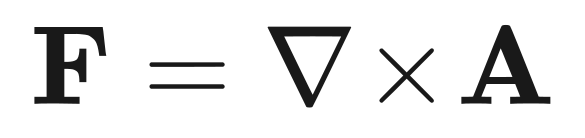 𝐅 = ∇ × 𝐀